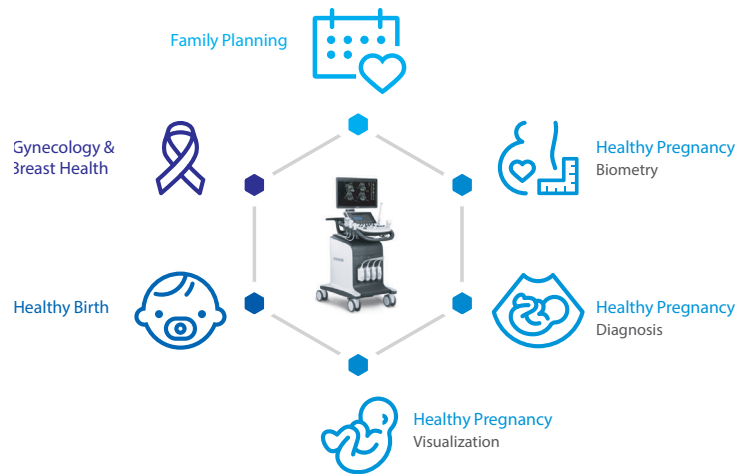 Family Planning
Gynecology &
Breast Health
Healthy Pregnancy
Biometry
Healthy Birth
Healthy Pregnancy
Diagnosis
Healthy Pregnancy
Visualization